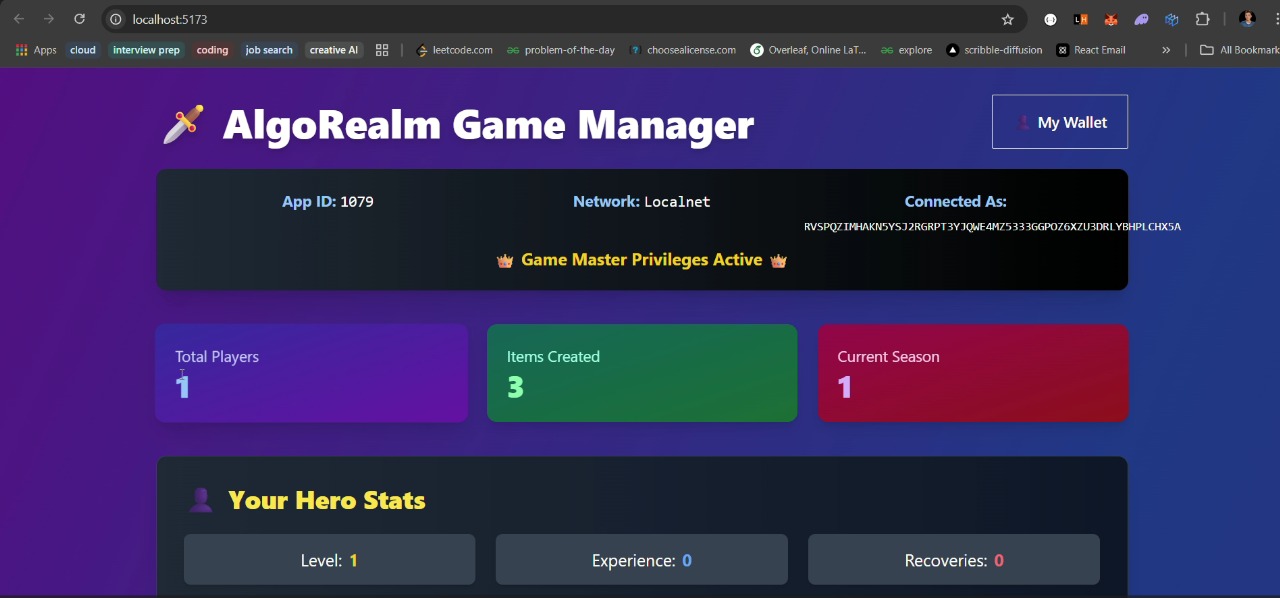 localhost:5173
Apps cloud interview prep coding job search creative AI leetcode.com problem-of-the-day choosealicense.com Overleaf, Online LaT... explore scribble-diffusion React Email » All Bookmark
AlgoRealm Game Manager
My Wallet
App ID: 1079 Network: Localnet Connected As:
RVSPQZIMHAKN5YSJ2RGRPT3YJQWE4MZ5333GGPOZ6XZU3DRLYBHPLCHX5A
Game Master Privileges Active
Total Players Items Created Current Season
1 3 1
Your Hero Stats
Level: 1 Experience: 0 Recoveries: 0